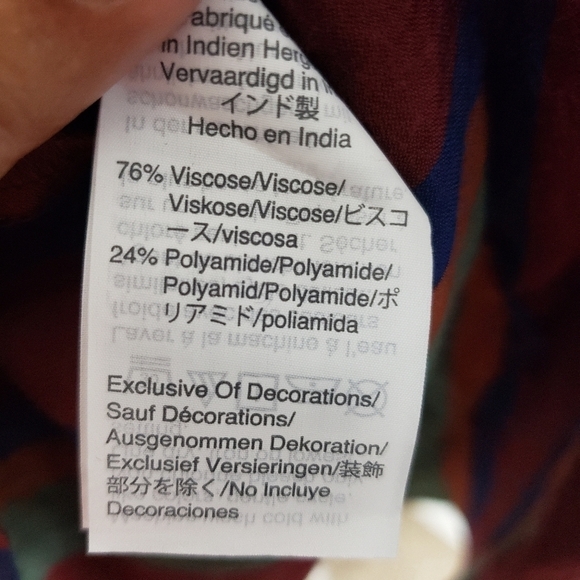 abriqué
in Indien Herg
Vervaardigd in
インド製
Hecho en India
76% Viscose/Viscose/
Viskose/Viscose/ビスコ
ース/viscosa
24% Polyamide/Polyamide/
Polyamid/Polyamide/ポ
リアミド/poliamida
Exclusive Of Decorations/
Sauf Décorations/
Ausgenommen Dekoration/
Exclusief Versieringen/装飾
部分を除く/No Incluye
Decoraciones